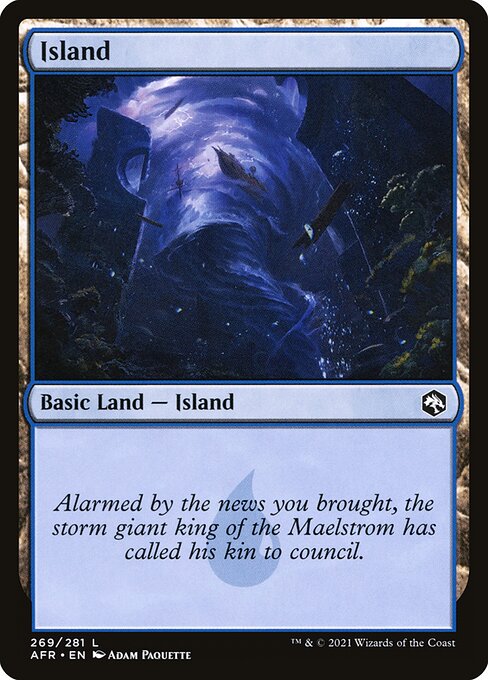 Island
Basic Land — Island
Alarmed by the news you brought, the
storm giant king of the Maelstrom has
called his kin to council.
269/281 L
™ & © 2021 Wizards of the Coast
AFR • EN Adam Paquette